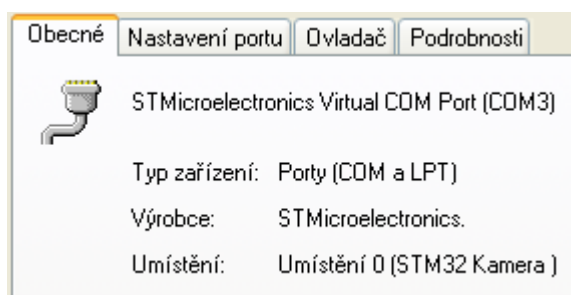 Obecné Nastavení portu Ovladač Podrobnosti
STMicroelectronics Virtual COM Port (COM3)
Typ zařízení: Porty (COM a LPT)
Výrobce: STMicroelectronics.
Umístění: Umístění 0 (STM32 Kamera )